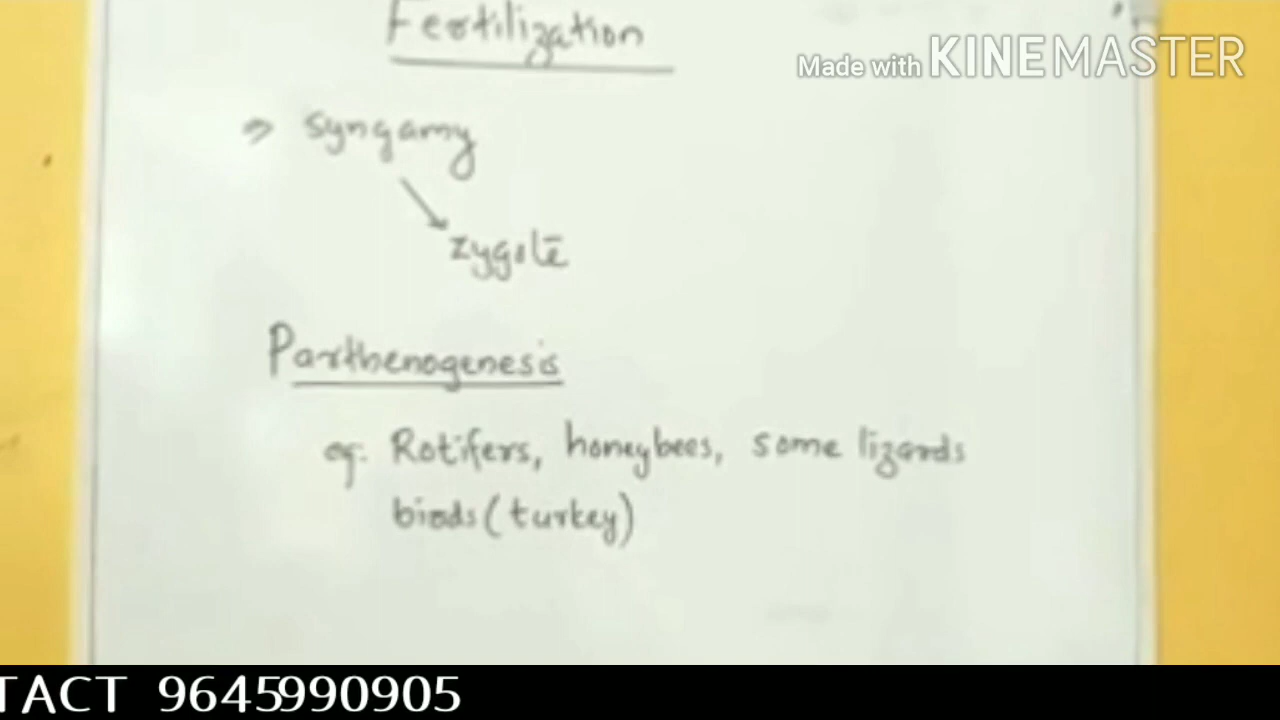 Fertilization
Made with KINEMASTER
⇒ syngamy
zygote
Parthenogenesis
eg: Rotifers, honeybees, some lizards
birds (turkey)
TACT 9645990905